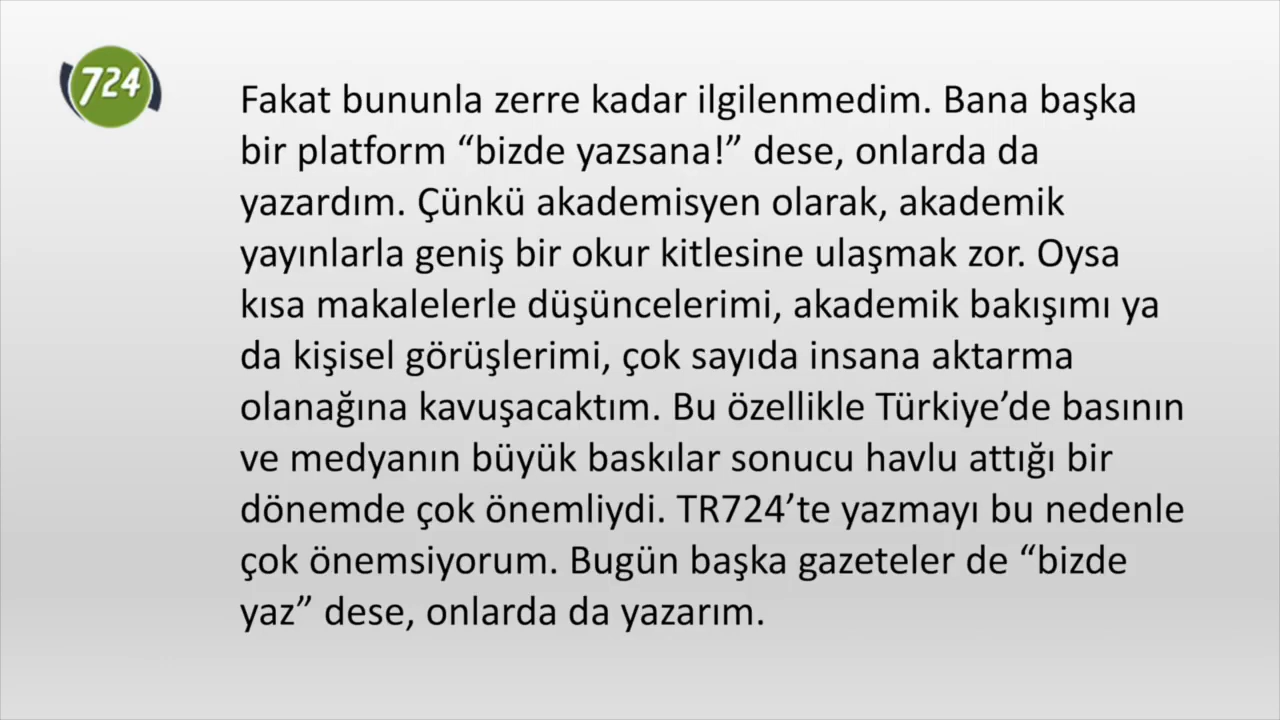 724
Fakat bununla zerre kadar ilgilenmedim. Bana başka
bir platform “bizde yazsana!” dese, onlarda da
yazardım. Çünkü akademisyen olarak, akademik
yayınlarla geniş bir okur kitlesine ulaşmak zor. Oysa
kısa makalelerle düşüncelerimi, akademik bakışımı ya
da kişisel görüşlerimi, çok sayıda insana aktarma
olanağına kavuşacaktım. Bu özellikle Türkiye’de basının
ve medyanın büyük baskılar sonucu havlu attığı bir
dönemde çok önemliydi. TR724’te yazmayı bu nedenle
çok önemsiyorum. Bugün başka gazeteler de “bizde
yaz” dese, onlarda da yazarım.